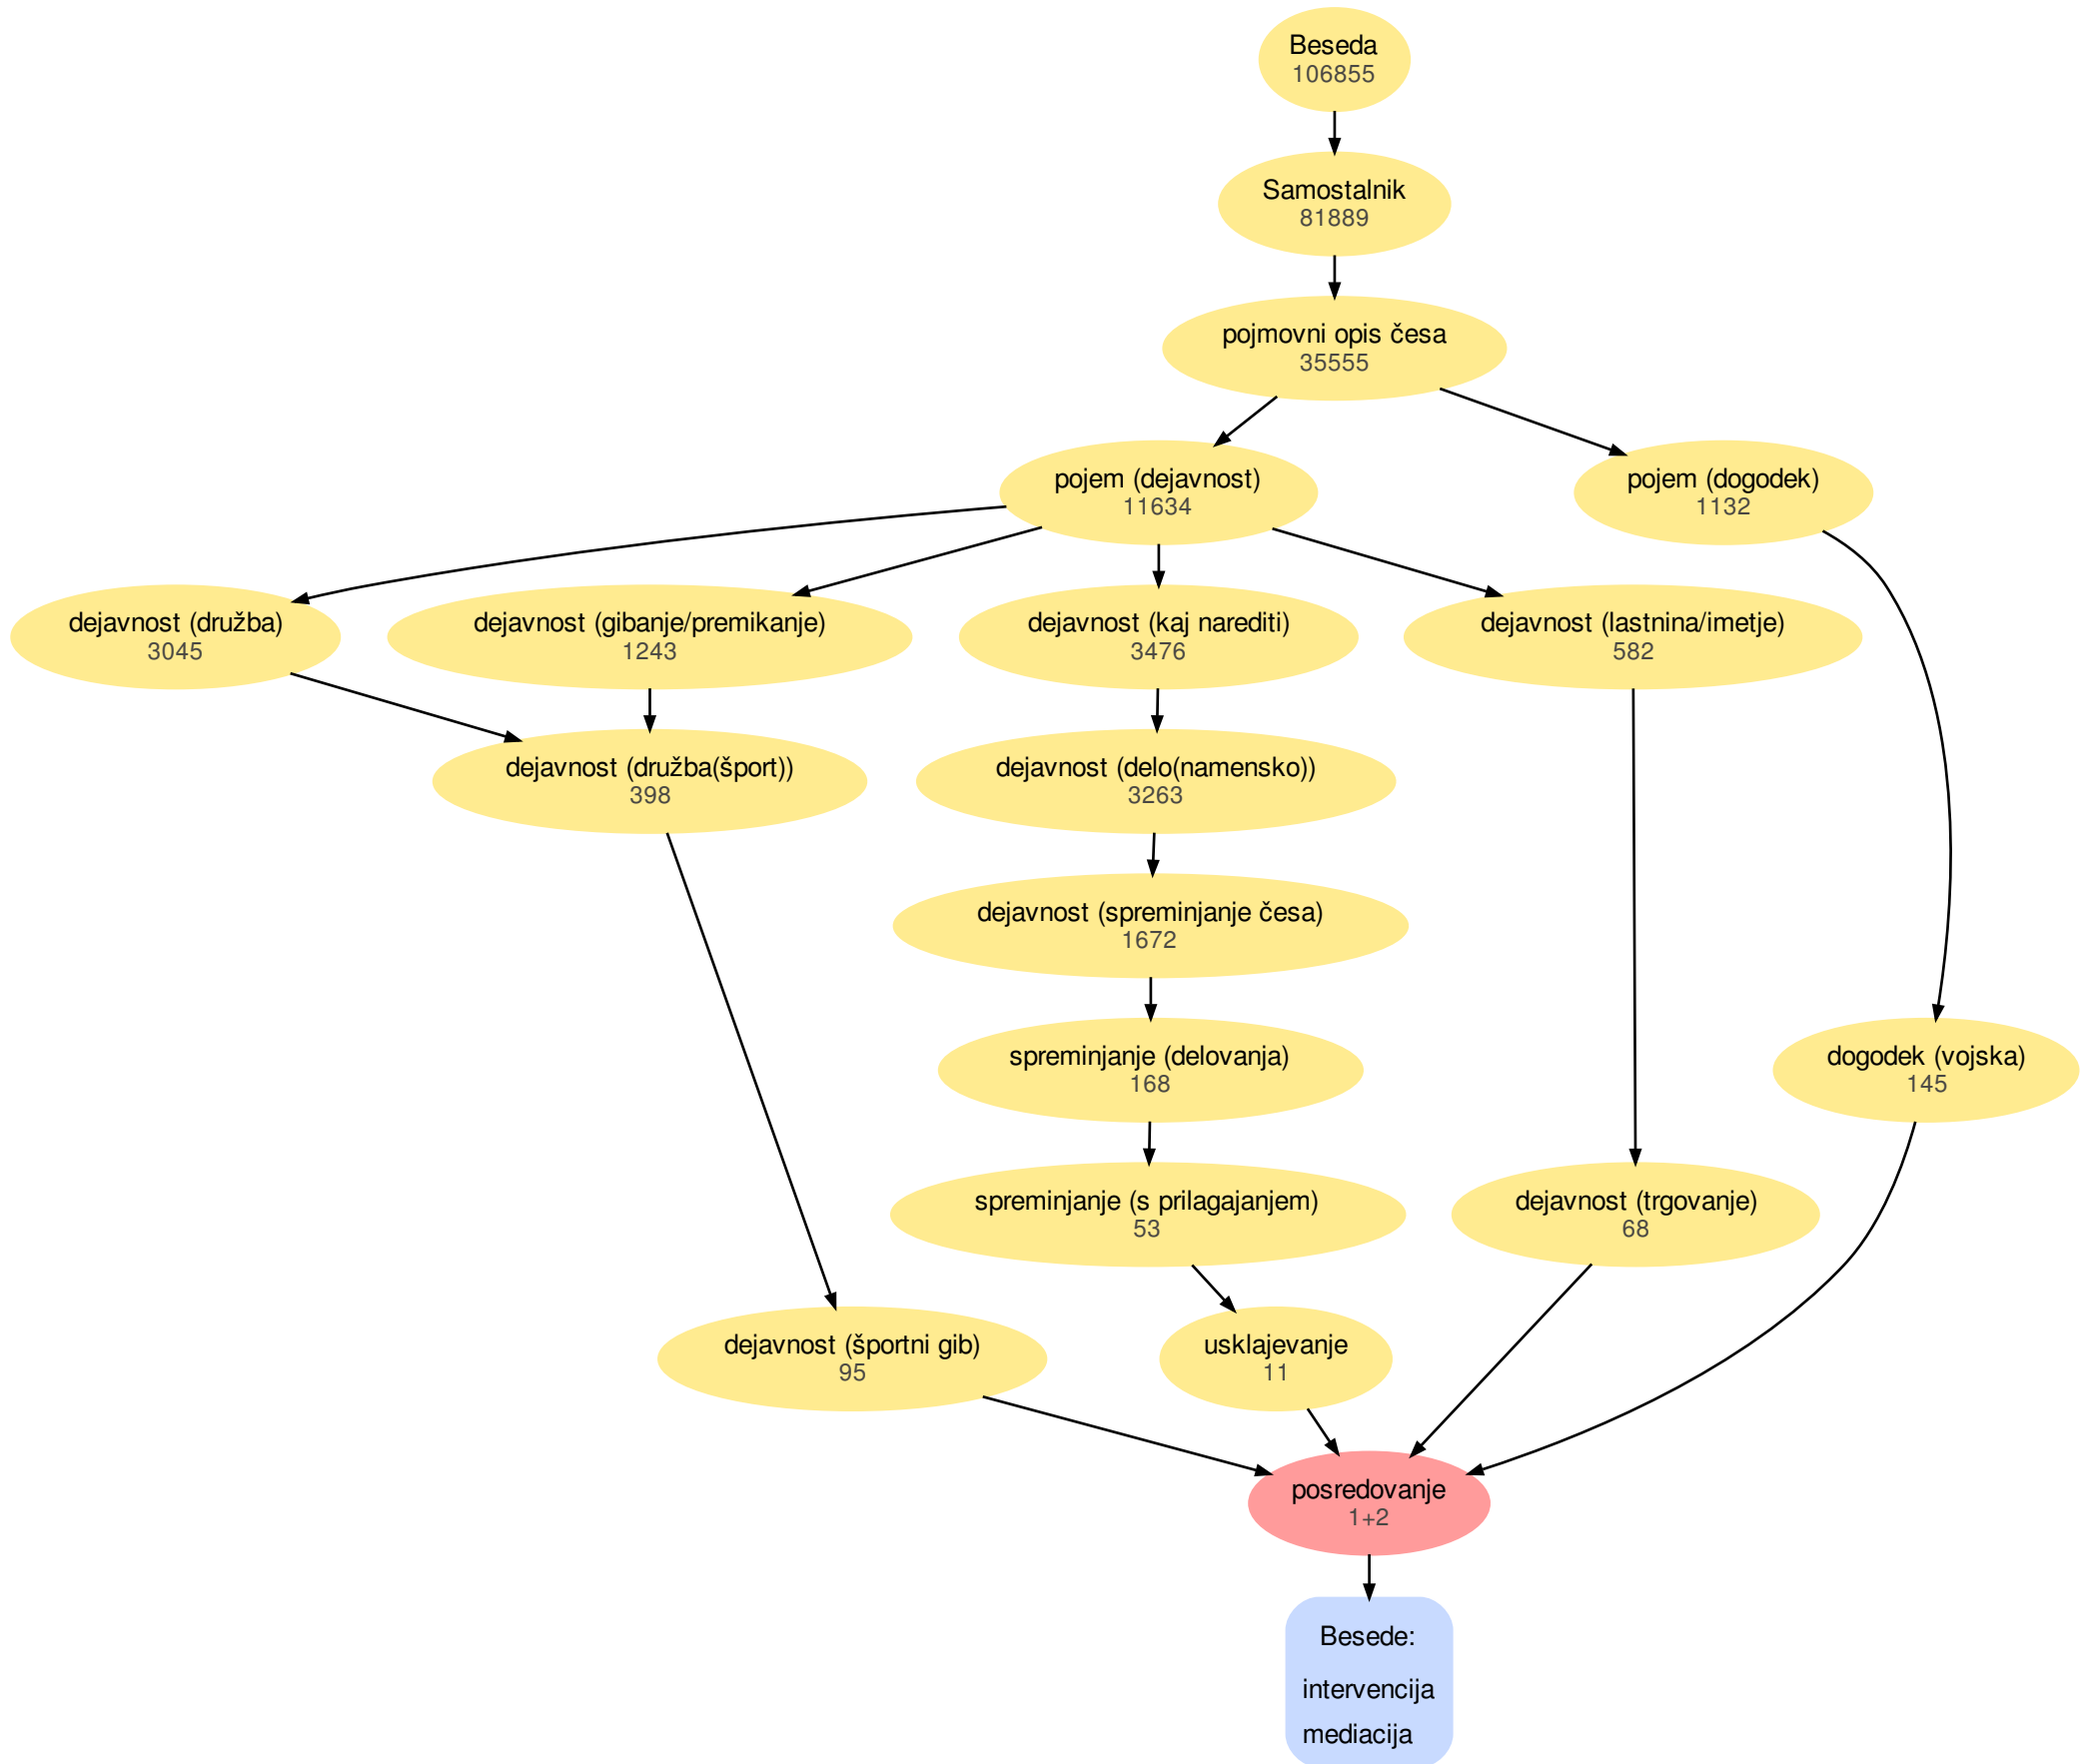 Beseda
106855
Samostalnik
81889
pojmovni opis česa
35555
pojem (dejavnost)
11634
pojem (dogodek)
1132
dejavnost (družba)
3045
dejavnost (gibanje/premikanje)
1243
dejavnost (kaj narediti)
3476
dejavnost (lastnina/imetje)
582
dejavnost (družba(šport))
398
dejavnost (delo(namensko))
3263
dejavnost (spreminjanje česa)
1672
spreminjanje (delovanja)
168
dogodek (vojska)
145
spreminjanje (s prilagajanjem)
53
dejavnost (trgovanje)
68
dejavnost (športni gib)
95
usklajevanje
11
posredovanje
1+2
Besede:
intervencija
mediacija